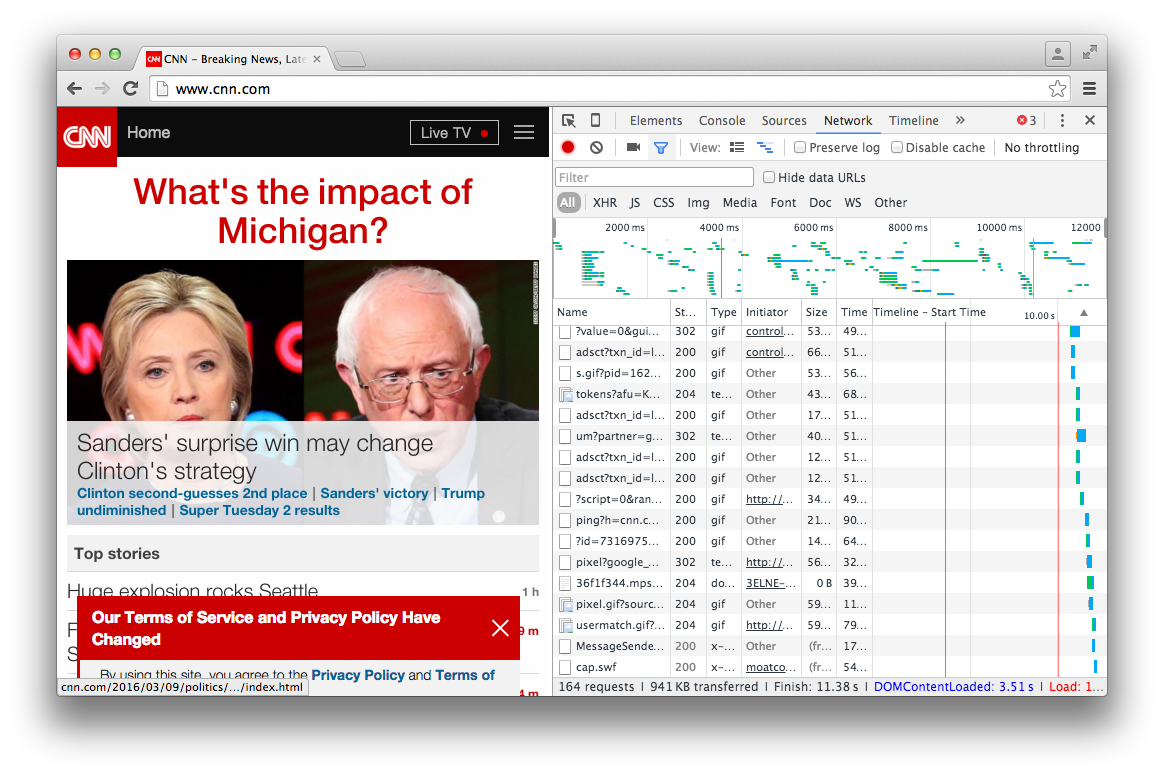 CNN CNN - Breaking News, Late
www.cnn.com
CNN
Home
Live TV
What's the impact of
Michigan?
Sanders' surprise win may change
Clinton's strategy
Clinton second-guesses 2nd place | Sanders' victory | Trump
undiminished | Super Tuesday 2 results
Top stories
Huge explosion rocks Seattle
1 h
F
9 m
S
Our Terms of Service and Privacy Policy Have
Changed
By using this site, you agree to the Privacy Policy and Terms of
4 m
cnn.com/2016/03/09/politics/.../index.html
Elements Console Sources Network Timeline » 3
View: Preserve log Disable cache No throttling
Filter Hide data URLs
All XHR JS CSS Img Media Font Doc WS Other
2000 ms 4000 ms 6000 ms 8000 ms 10000 ms 12000
Name St... Type Initiator Size Time Timeline – Start Time 10.00 s
?value=0&gui... 302 gif control... 53... 49...
adsct?txn_id=l... 200 gif control... 66... 51...
s.gif?pid=162... 200 gif Other 53... 56...
tokens?afu=K... 204 te... Other 43... 68...
adsct?txn_id=l... 200 gif Other 17... 51...
um?partner=g... 302 te... Other 40... 51...
adsct?txn_id=l... 200 gif Other 12... 51...
adsct?txn_id=l... 200 gif Other 12... 51...
?script=0&ran... 200 gif http://... 34... 49...
ping?h=cnn.c... 200 gif Other 21... 90...
?id=7316975... 200 gif Other 14... 64...
pixel?google_... 302 te... http://... 56... 32...
36f1f344.mps... 204 do... 3ELNE-... 0 B 39...
pixel.gif?sourc... 204 gif Other 59... 11...
usermatch.gif?... 204 gif http://... 59... 79...
MessageSende... 200 x-... Other (fr... 17...
cap.swf 200 x-... moatco... (fr... 54...
164 requests | 941 KB transferred | Finish: 11.38 s | DOMContentLoaded: 3.51 s | Load: 1...